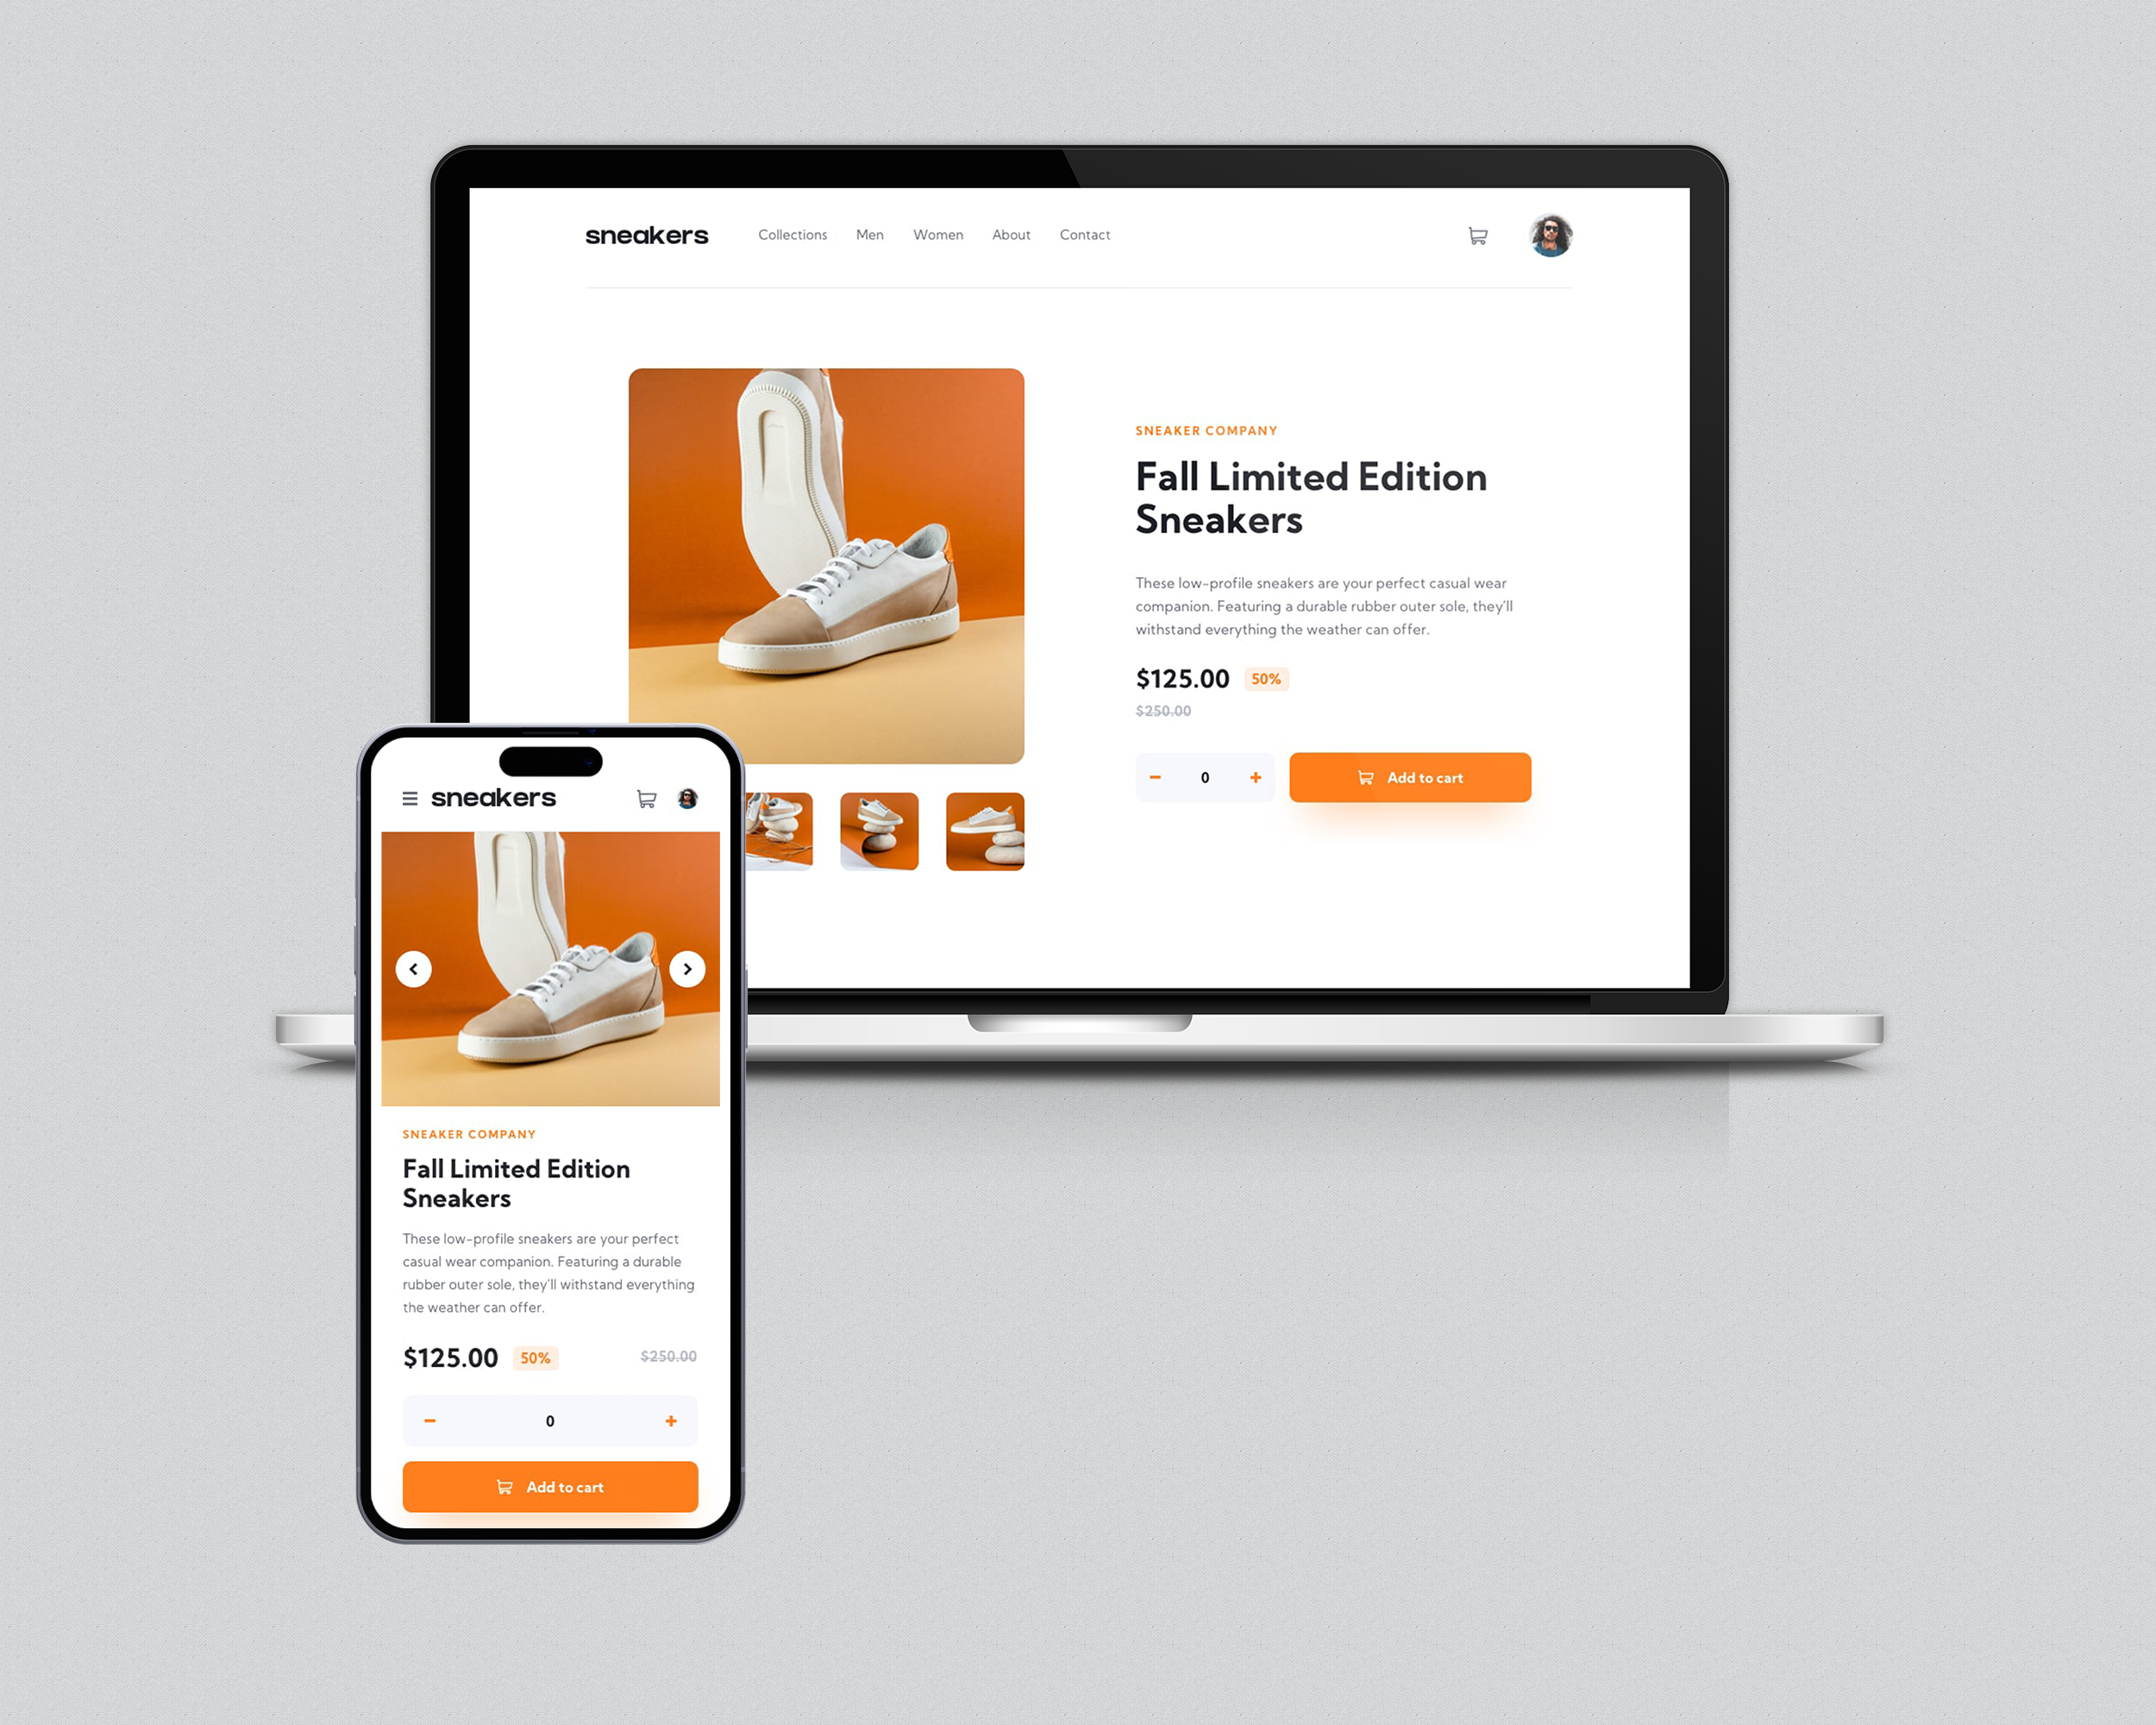 sneakers Collections Men Women About Contact
SNEAKER COMPANY
Fall Limited Edition
Sneakers
These low-profile sneakers are your perfect casual wear
companion. Featuring a durable rubber outer sole, they'll
withstand everything the weather can offer.
$125.00 50%
$250.00
0 Add to cart
sneakers
SNEAKER COMPANY
Fall Limited Edition
Sneakers
These low-profile sneakers are your perfect
casual wear companion. Featuring a durable
rubber outer sole, they'll withstand everything
the weather can offer.
$125.00 50% $250.00
0
Add to cart